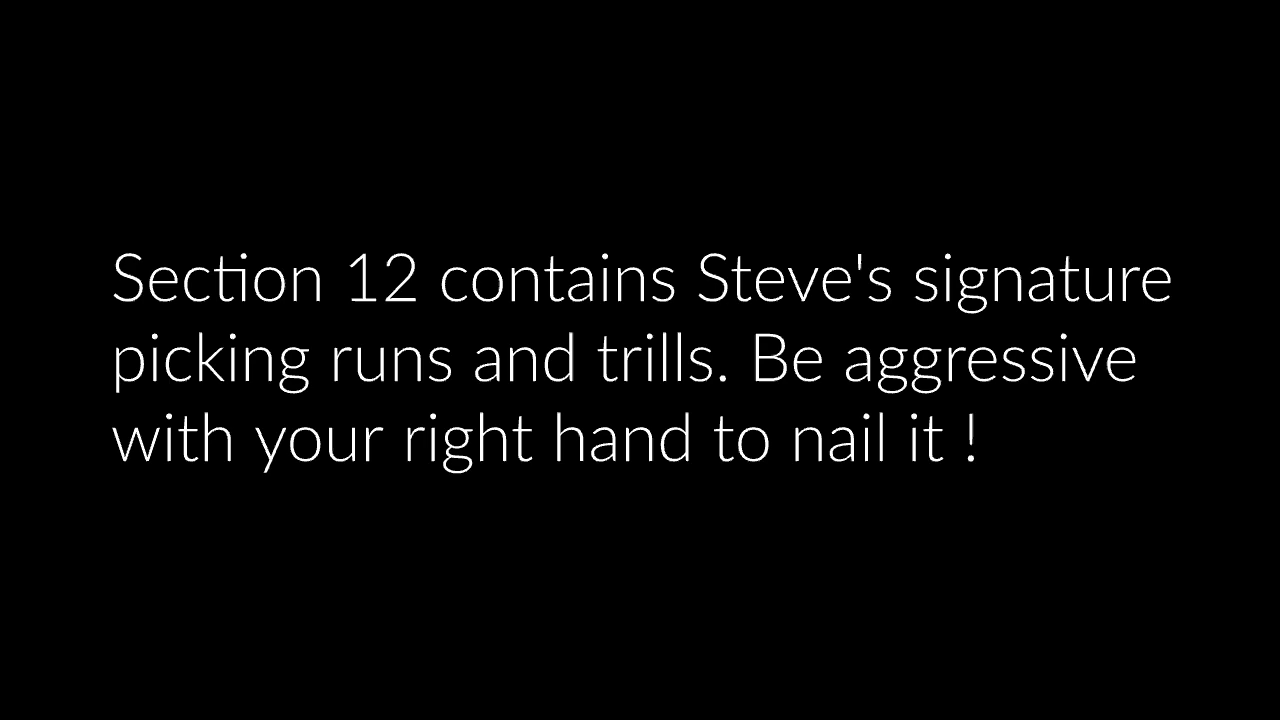 Section 12 contains Steve's signature
picking runs and trills. Be aggressive
with your right hand to nail it !